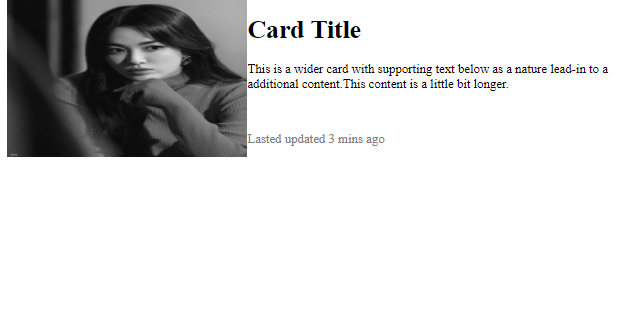 Card Title
This is a wider card with supporting text below as a nature lead-in to a
additional content.This content is a little bit longer.
Last updated 3 mins ago